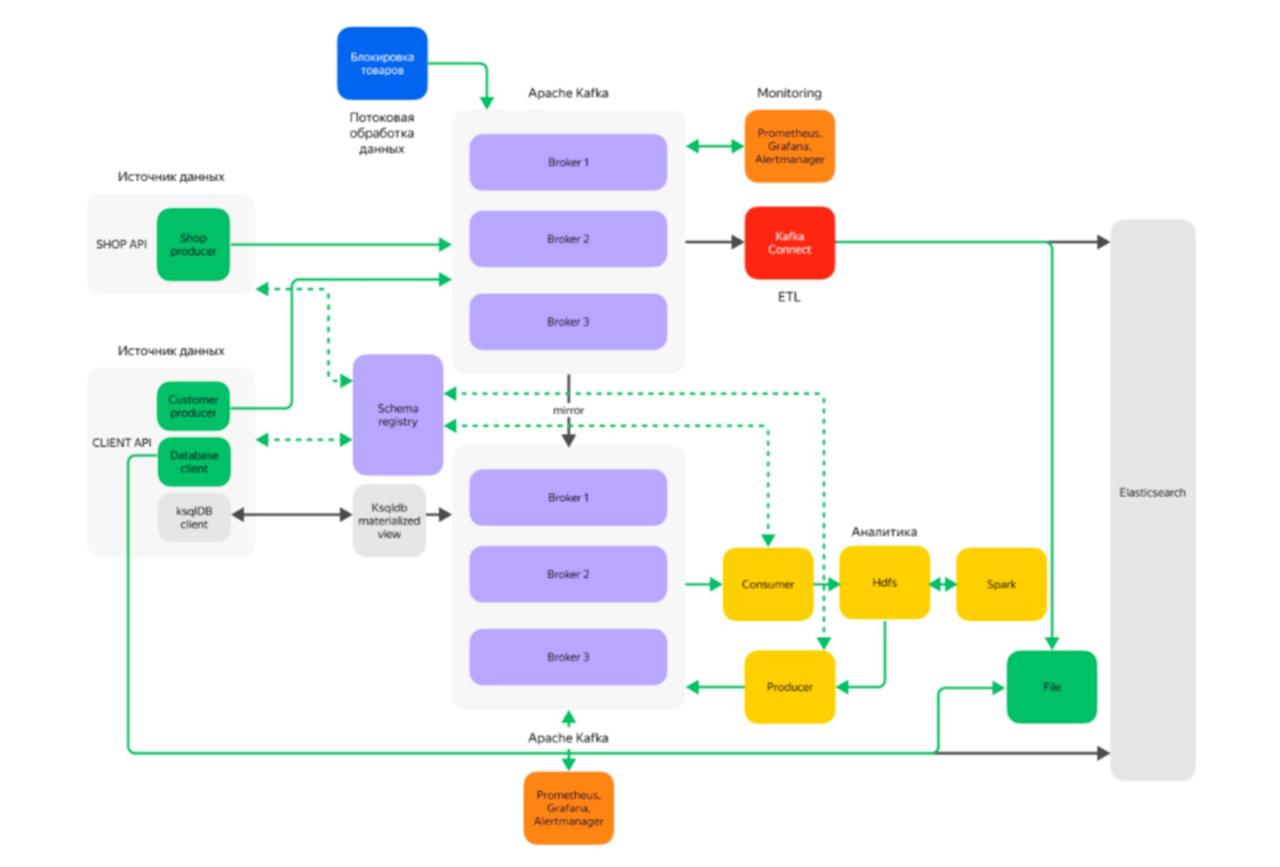 Блокировка
товаров
Потоковая
обработка
данных
Apache Kafka
Broker 1
Broker 2
Broker 3
Monitoring
Prometheus,
Grafana,
Alertmanager
Kafka
Connect
ETL
Источник данных
SHOP API
Shop
producer
Источник данных
CLIENT API
Customer
producer
Database
client
ksqlDB
client
Schema
registry
Ksqldb
materialized
view
mirror
Broker 1
Broker 2
Broker 3
Apache Kafka
Prometheus,
Grafana,
Alertmanager
Аналитика
Consumer
Hdfs
Spark
Producer
File
Elasticsearch